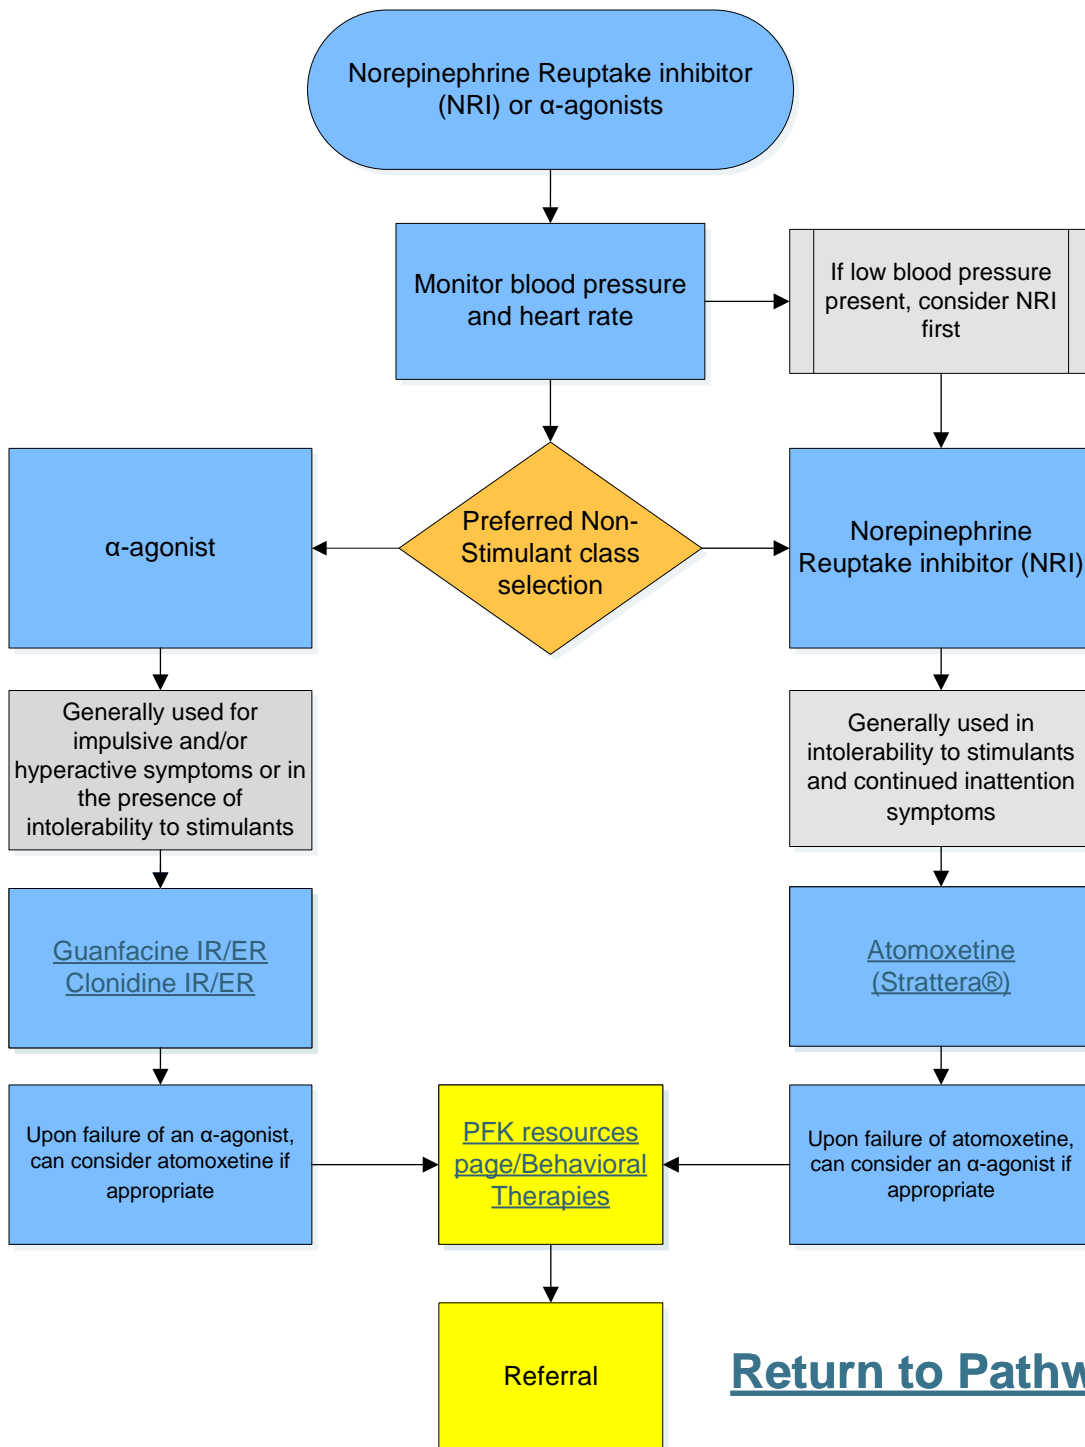 Norepinephrine Reuptake inhibitor
(NRI) or α-agonists
Monitor blood pressure
and heart rate
If low blood pressure
present, consider NRI
first
α-agonist
Preferred Non-
Stimulant class
selection
Norepinephrine
Reuptake inhibitor (NRI)
Generally used for
impulsive and/or
hyperactive symptoms or in
the presence of
intolerability to stimulants
Generally used in
intolerability to stimulants
and continued inattention
symptoms
Guanfacine IR/ER
Clonidine IR/ER
Atomoxetine
(Strattera®)
Upon failure of an α-agonist,
can consider atomoxetine if
appropriate
PFK resources
page/Behavioral
Therapies
Upon failure of atomoxetine,
can consider an α-agonist if
appropriate
Referral
Return to